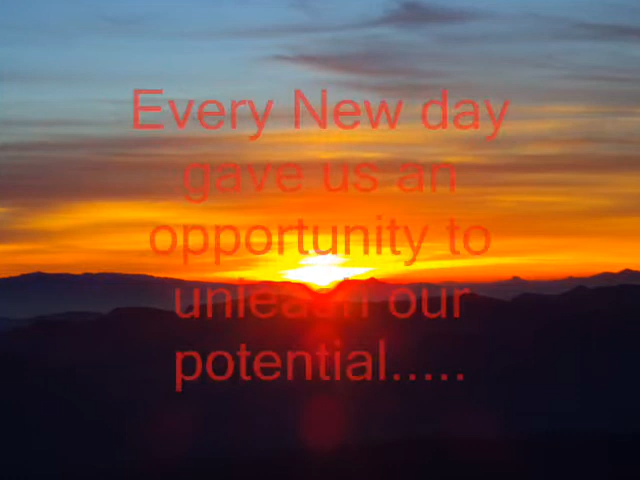 Every New day
gave us an
opportunity to
unleash our
potential.....